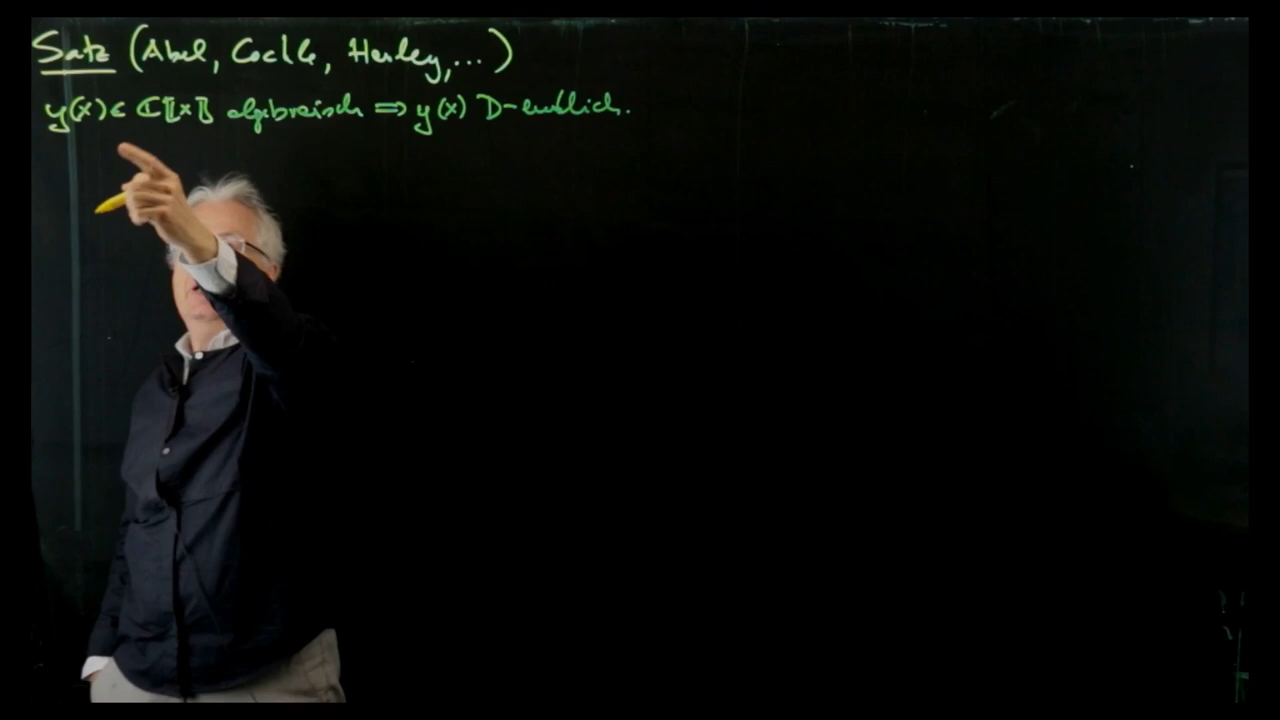 Satz (Abel, Cockle, Harley,...)
y(x) ∈ ℂ⟦x⟧ algebraisch ⟹ y(x) D-endlich.